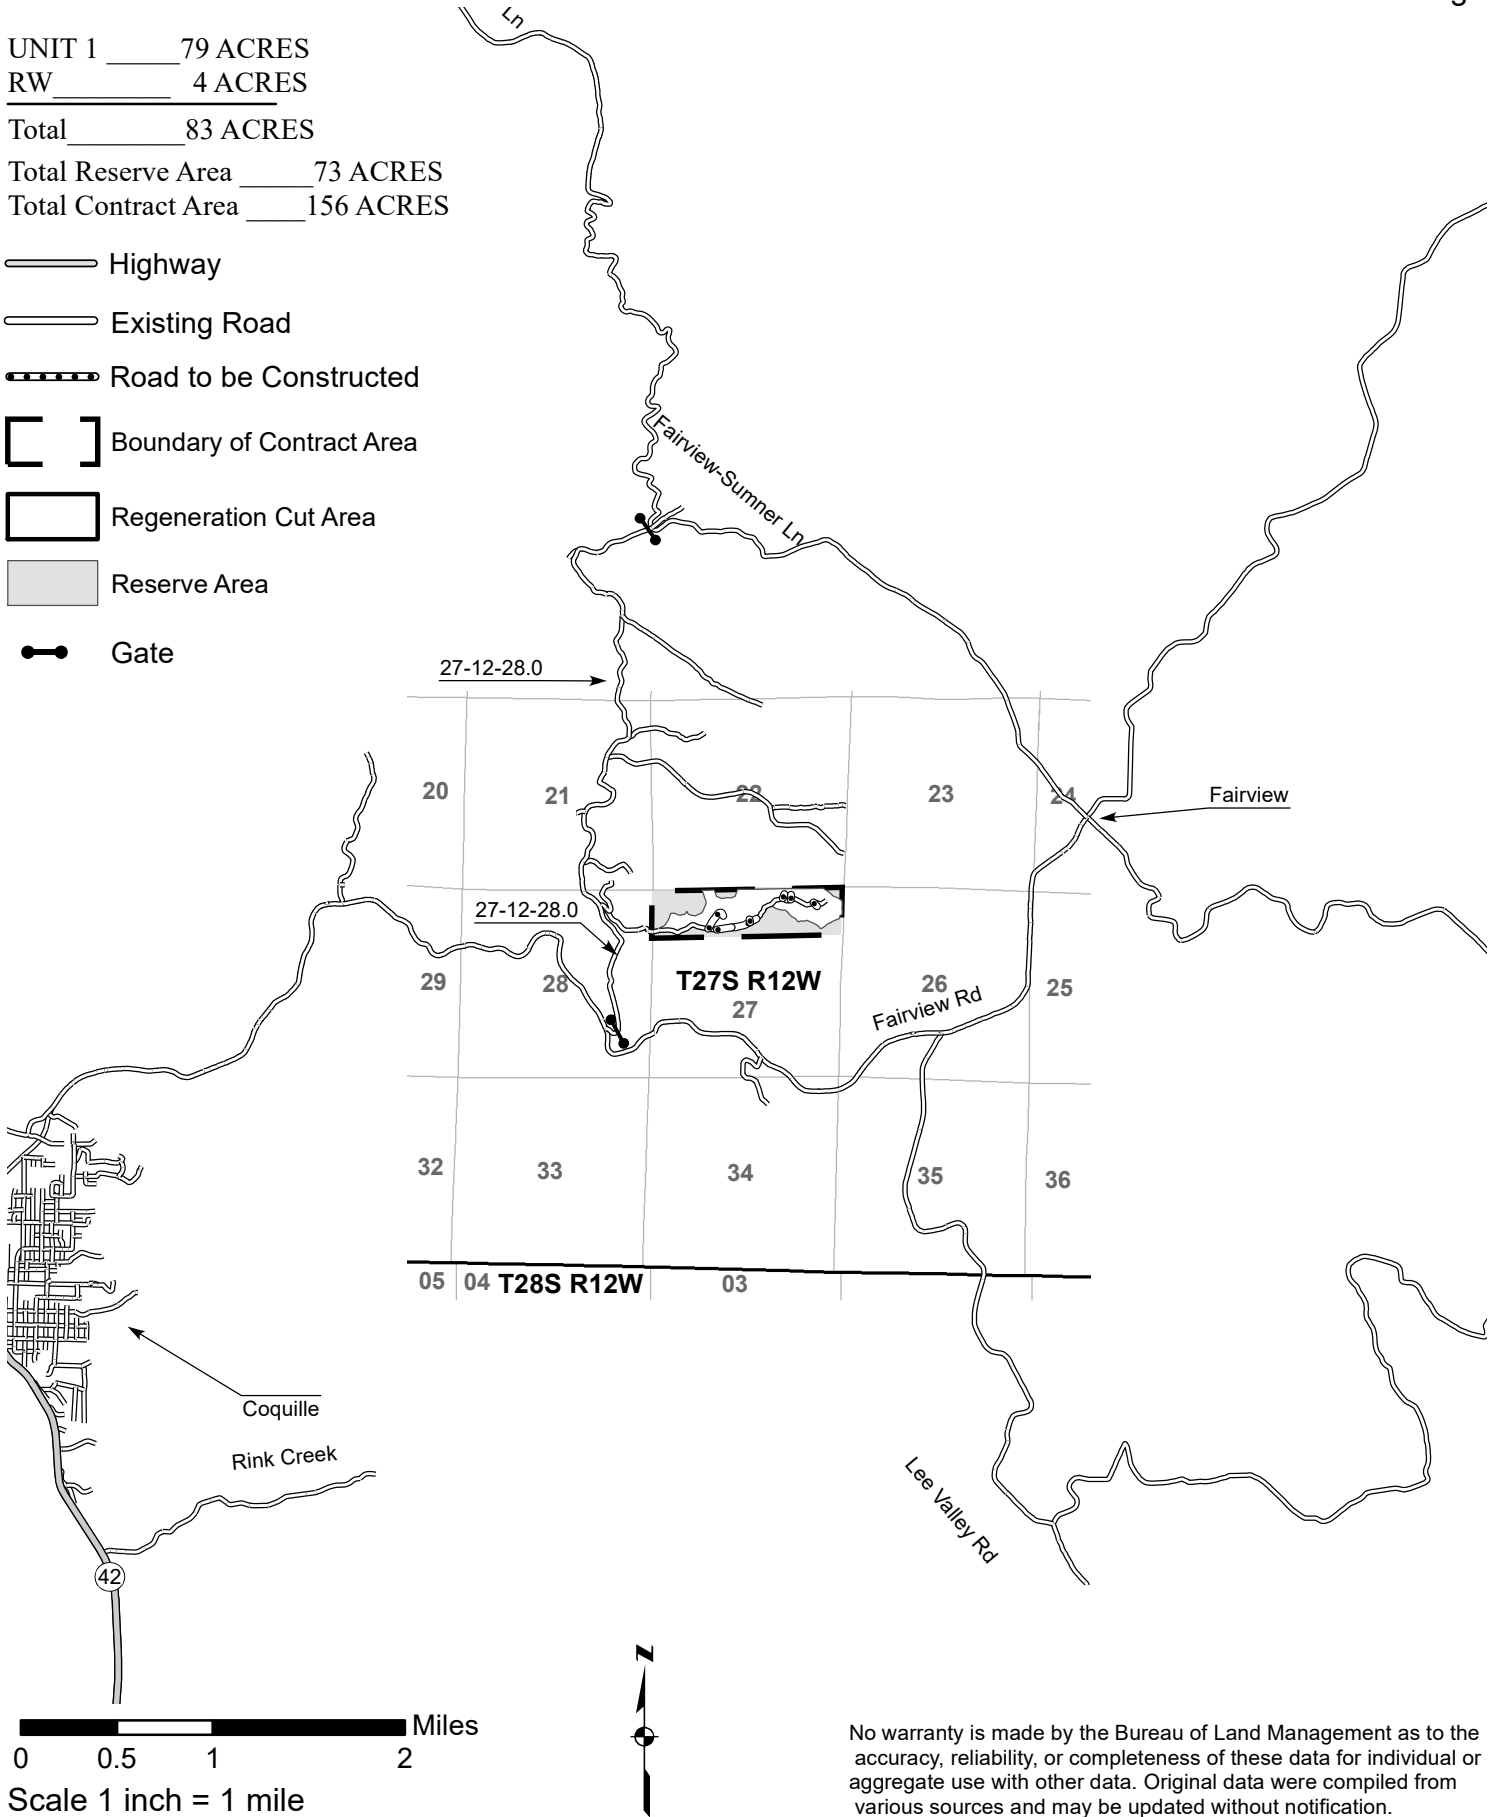 Ln
UNIT 1 _____79 ACRES
RW________ 4 ACRES
Total________83 ACRES
Total Reserve Area _____73 ACRES
Total Contract Area ____156 ACRES
Highway
Existing Road
Road to be Constructed
Boundary of Contract Area
Regeneration Cut Area
Reserve Area
Gate
Fairview-Sumner Ln
27-12-28.0
20
21
22
23
24
Fairview
27-12-28.0
29
28
T27S R12W
27
26
25
Fairview Rd
32
33
34
35
36
05
04
T28S R12W
03
Coquille
Rink Creek
Lee Valley Rd
42
N
Miles
0 0.5 1 2
Scale 1 inch = 1 mile
No warranty is made by the Bureau of Land Management as to the
accuracy, reliability, or completeness of these data for individual or
aggregate use with other data. Original data were compiled from
various sources and may be updated without notification.